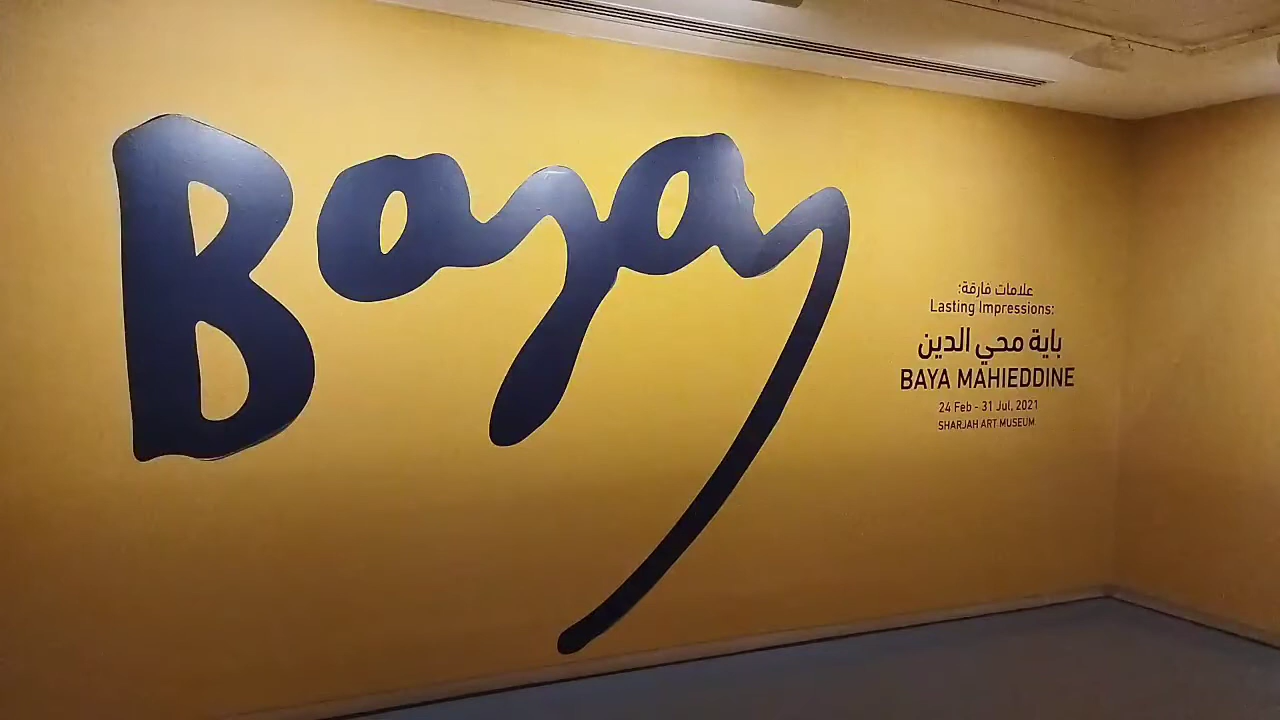 Baya
علامات فارقة:
Lasting Impressions:
باية محي الدين
BAYA MAHIEDDINE
24 Feb - 31 Jul, 2021
SHARJAH ART MUSEUM